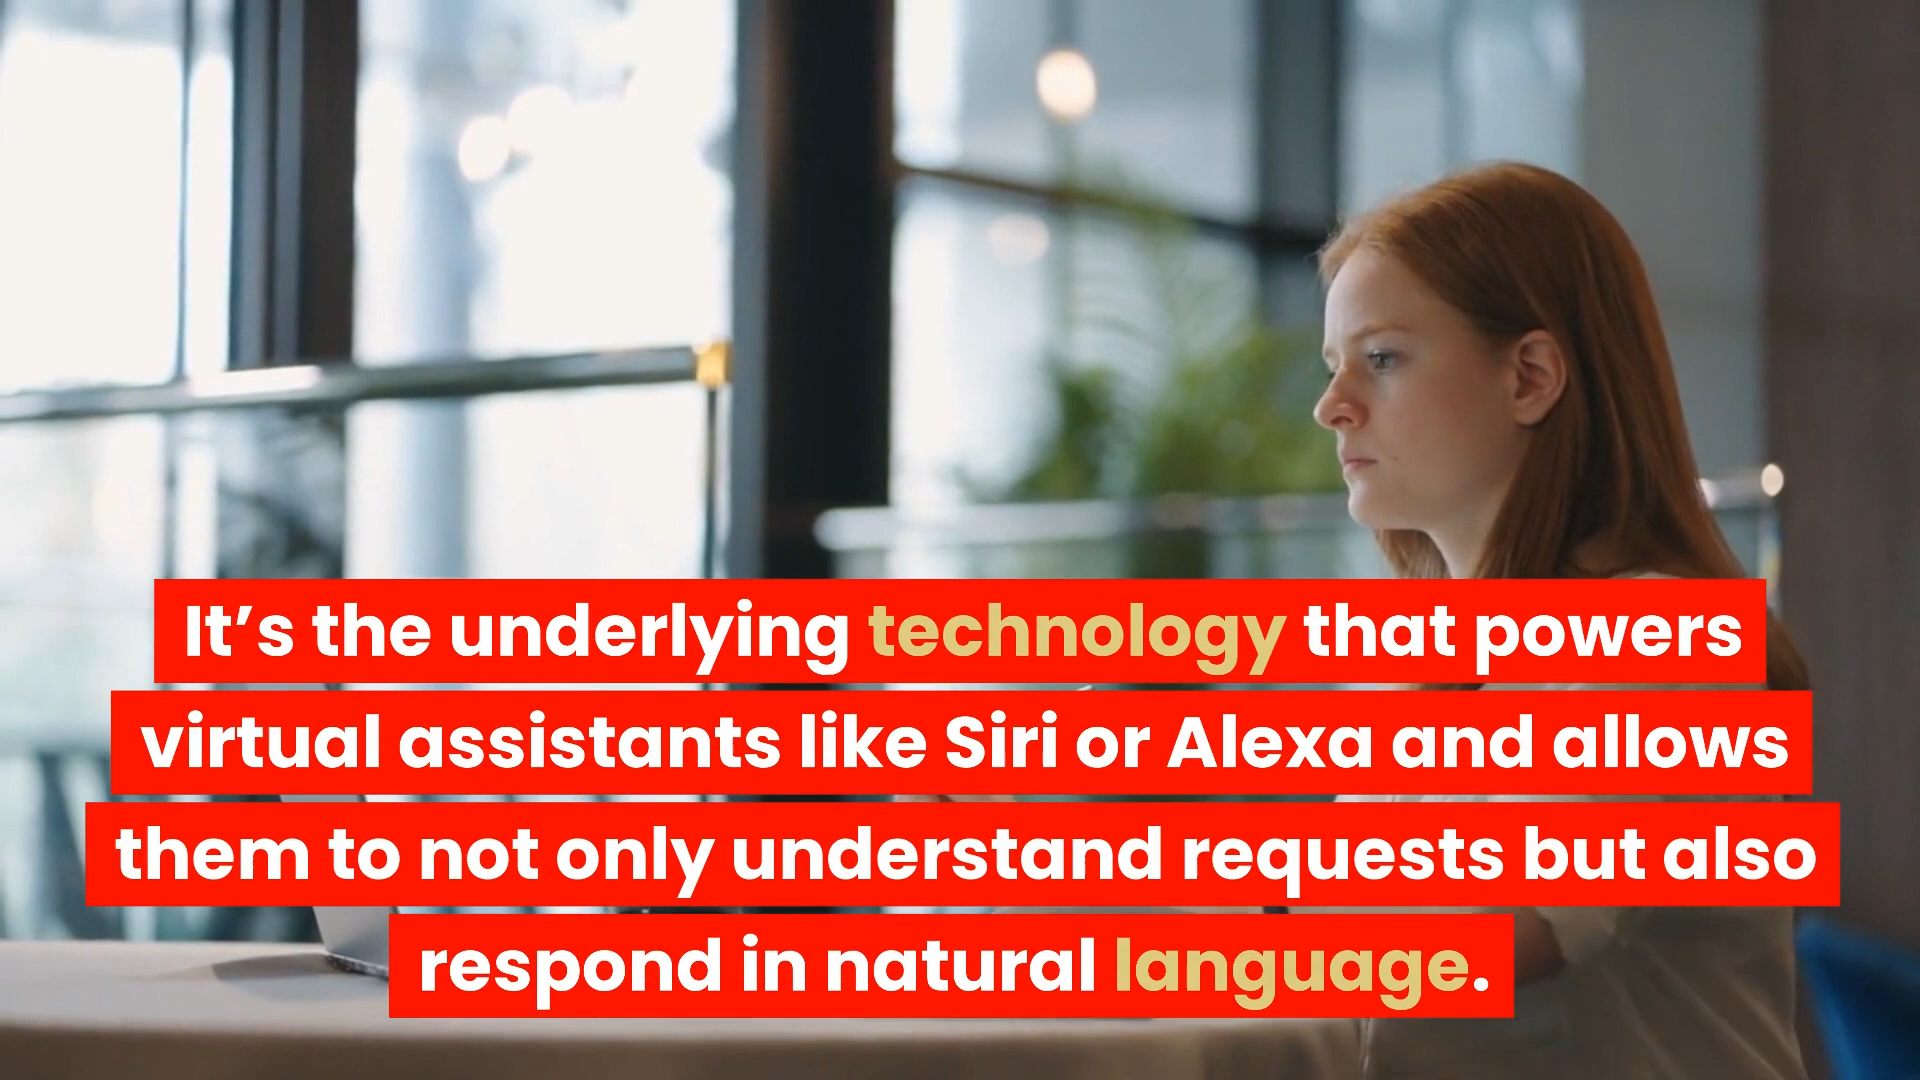 It’s the underlying technology that powers
virtual assistants like Siri or Alexa and allows
them to not only understand requests but also
respond in natural language.